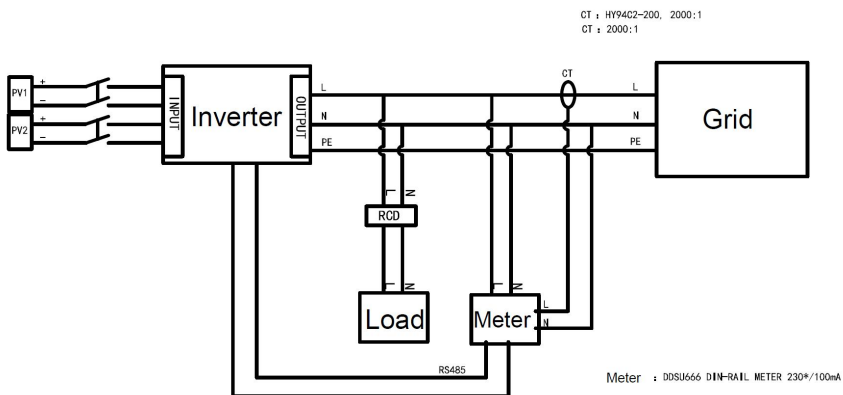 CT : HY94C2-200, 2000:1
CT : 2000:1
PV1
+
−
PV2
+
−
INPUT
Inverter
OUTPUT
L
N
PE
CT
L
N
PE
Grid
L
N
RCD
L
N
Load
L
N
Meter
L
N
RS485
Meter : DDSU666 DIN-RAIL METER 230*/100mA